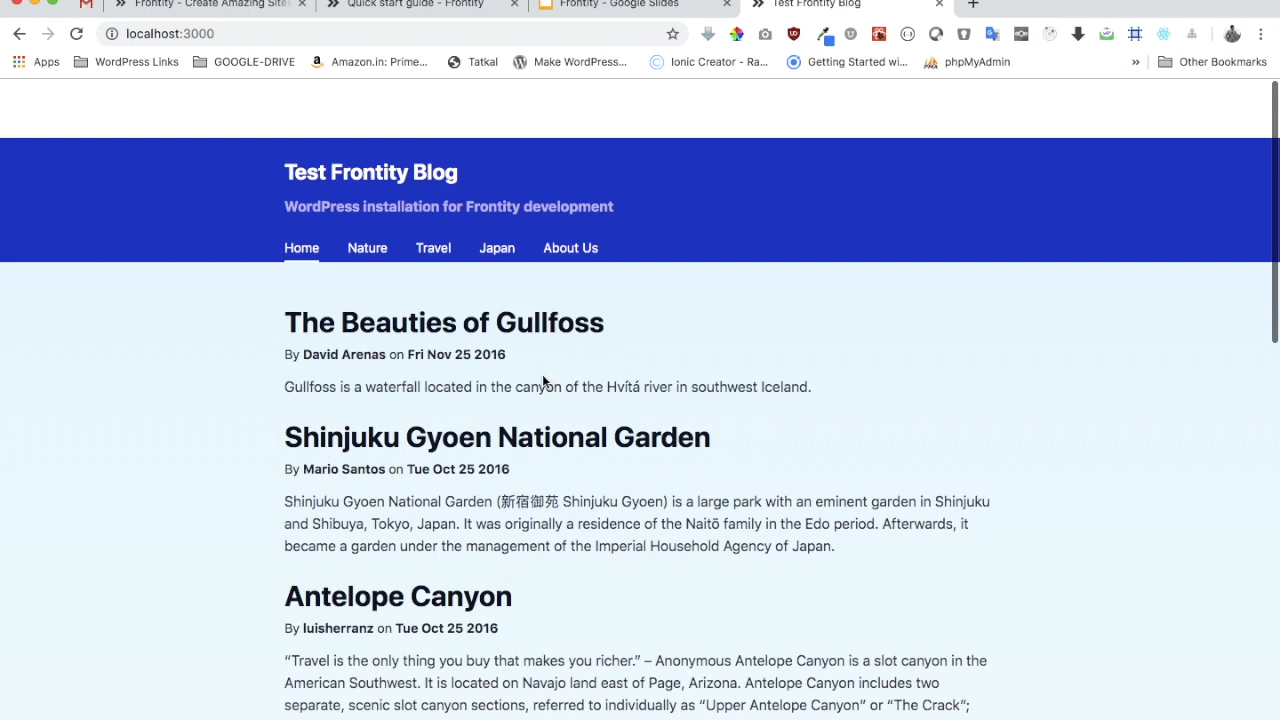 Frontity - Create Amazing Sites
Quick start guide - Frontity
Frontity - Google Slides
Test Frontity Blog
localhost:3000
Apps
WordPress Links
GOOGLE-DRIVE
Amazon.in: Prime...
Tatkal
Make WordPress...
Ionic Creator - Ra...
Getting Started wi...
phpMyAdmin
»
Other Bookmarks
Test Frontity Blog
WordPress installation for Frontity development
Home Nature Travel Japan About Us
The Beauties of Gullfoss
By David Arenas on Fri Nov 25 2016
Gullfoss is a waterfall located in the canyon of the Hvítá river in southwest Iceland.
Shinjuku Gyoen National Garden
By Mario Santos on Tue Oct 25 2016
Shinjuku Gyoen National Garden (新宿御苑 Shinjuku Gyoen) is a large park with an eminent garden in Shinjuku
and Shibuya, Tokyo, Japan. It was originally a residence of the Naitō family in the Edo period. Afterwards, it
became a garden under the management of the Imperial Household Agency of Japan.
Antelope Canyon
By luisherranz on Tue Oct 25 2016
“Travel is the only thing you buy that makes you richer.” – Anonymous Antelope Canyon is a slot canyon in the
American Southwest. It is located on Navajo land east of Page, Arizona. Antelope Canyon includes two
separate, scenic slot canyon sections, referred to individually as “Upper Antelope Canyon” or “The Crack”;